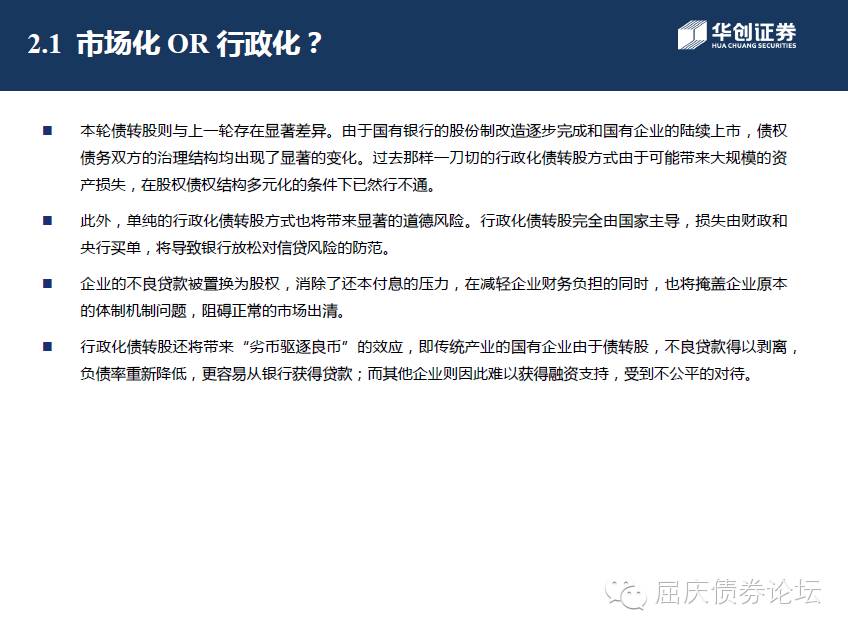 2.1 市场化 OR 行政化？
华创证券
HUA CHUANG SECURITIES
■ 本轮债转股则与上一轮存在显著差异。由于国有银行的股份制改造逐步完成和国有企业的陆续上市，债权
债务双方的治理结构均出现了显著的变化。过去那样一刀切的行政化债转股方式由于可能带来大规模的资
产损失，在股权债权结构多元化的条件下已然行不通。
■ 此外，单纯的行政化债转股方式也将带来显著的道德风险。行政化债转股完全由国家主导，损失由财政和
央行买单，将导致银行放松对信贷风险的防范。
■ 企业的不良贷款被置换为股权，消除了还本付息的压力，在减轻企业财务负担的同时，也将掩盖企业原本
的体制机制问题，阻碍正常的市场出清。
■ 行政化债转股还将带来“劣币驱逐良币”的效应，即传统产业的国有企业由于债转股，不良贷款得以剥离，
负债率重新降低，更容易从银行获得贷款；而其他企业则因此难以获得融资支持，受到不公平的对待。
屈庆债券论坛